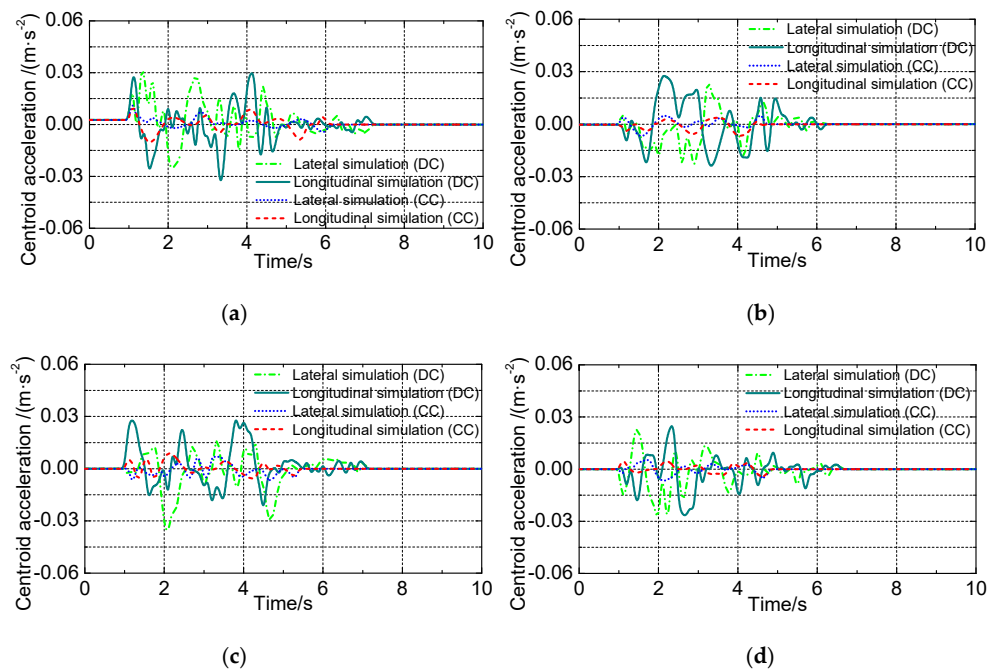 0.06
0.03
0.00
-0.03
-0.06
Centroid acceleration /(m·s⁻²)
Lateral simulation (DC)
Longitudinal simulation (DC)
Lateral simulation (CC)
Longitudinal simulation (CC)
0 2 4 6 8 10
Time/s
(a)
0.06
0.03
0.00
-0.03
-0.06
Centroid acceleration /(m·s⁻²)
Lateral simulation (DC)
Longitudinal simulation (DC)
Lateral simulation (CC)
Longitudinal simulation (CC)
0 2 4 6 8 10
Time/s
(b)
0.06
0.03
0.00
-0.03
-0.06
Centroid acceleration /(m·s⁻²)
Lateral simulation (DC)
Longitudinal simulation (DC)
Lateral simulation (CC)
Longitudinal simulation (CC)
0 2 4 6 8 10
Time/s
(c)
0.06
0.03
0.00
-0.03
-0.06
Centroid acceleration /(m·s⁻²)
Lateral simulation (DC)
Longitudinal simulation (DC)
Lateral simulation (CC)
Longitudinal simulation (CC)
0 2 4 6 8 10
Time/s
(d)